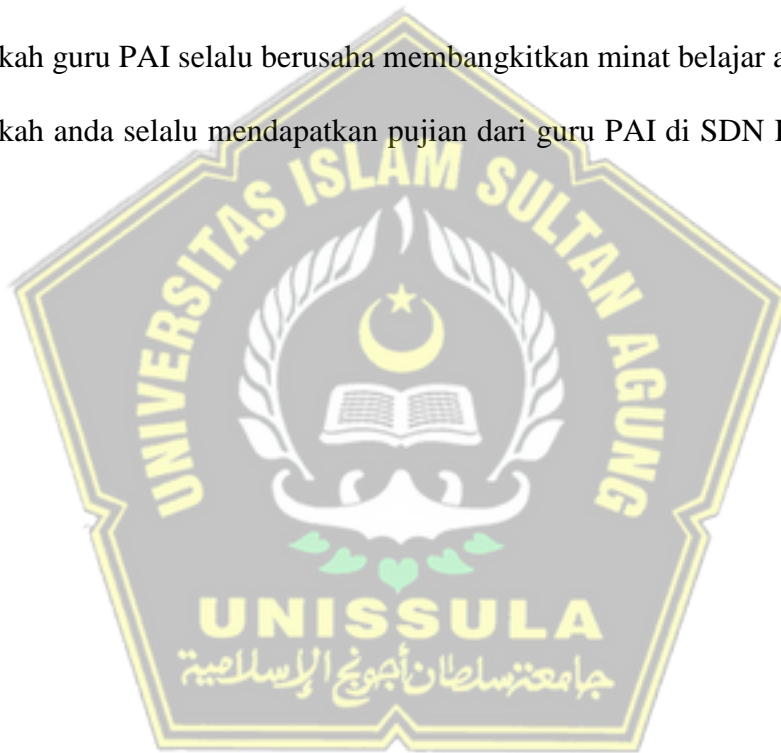 kah guru PAI selalu berusaha membangkitkan minat belajar a
kah anda selalu mendapatkan pujian dari guru PAI di SDN
UNIVERSITAS ISLAM SULTAN AGUNG
UNISSULA
جامعة سلطان أجونج الإسلامية